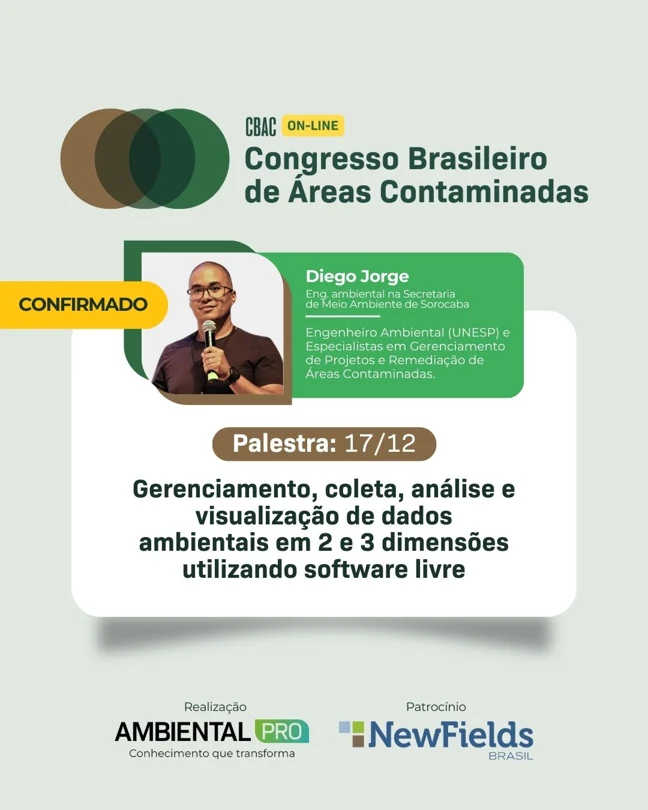 CBAC ON-LINE
Congresso Brasileiro
de Áreas Contaminadas
CONFIRMADO
Diego Jorge
Eng. ambiental na Secretaria
de Meio Ambiente de Sorocaba
Engenheiro Ambiental (UNESP) e
Especialistas em Gerenciamento
de Projetos e Remediação de
Áreas Contaminadas.
Palestra: 17/12
Gerenciamento, coleta, análise e
visualização de dados
ambientais em 2 e 3 dimensões
utilizando software livre
Realização
AMBIENTAL PRO
Conhecimento que transforma
Patrocínio
NewFields
BRASIL